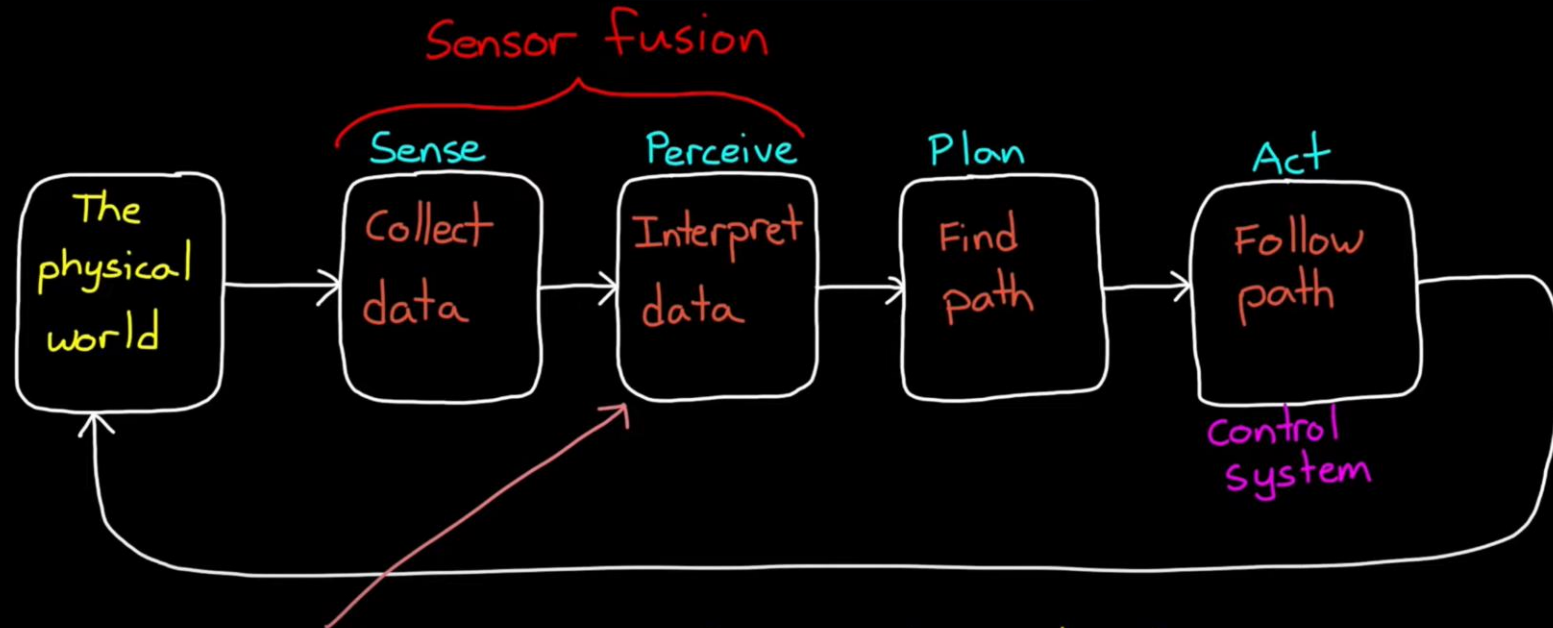 Sensor fusion
Sense
Perceive
Plan
Act
The
physical
world
Collect
data
Interpret
data
Find
path
Follow
path
Control
system